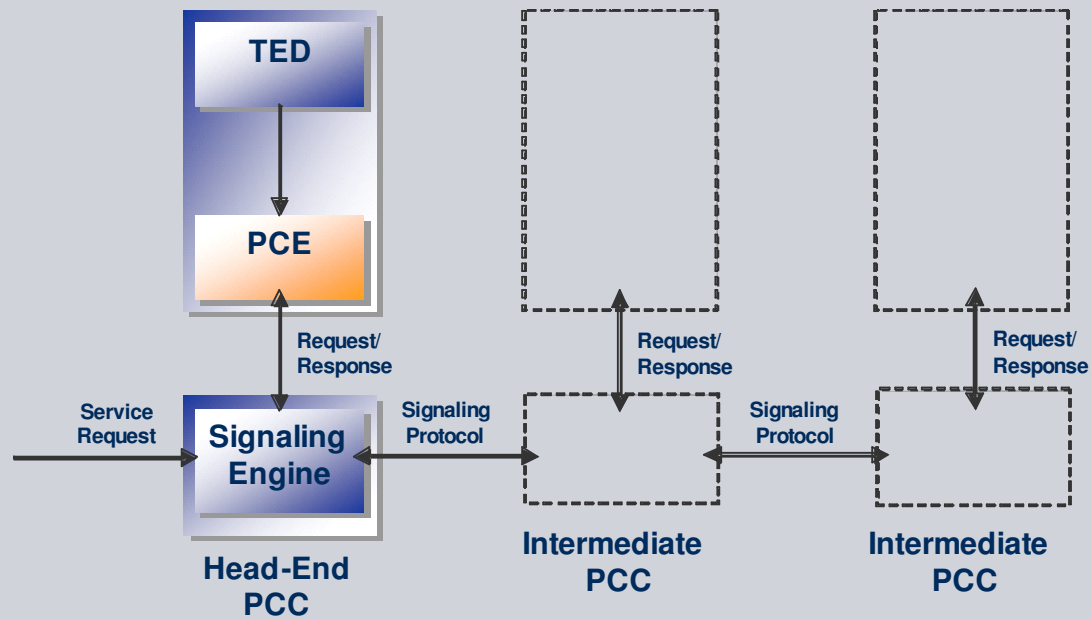 TED
PCE
Request/
Response
Request/
Response
Request/
Response
Service
Request
Signaling
Engine
Signaling
Protocol
Signaling
Protocol
Head-End
PCC
Intermediate
PCC
Intermediate
PCC